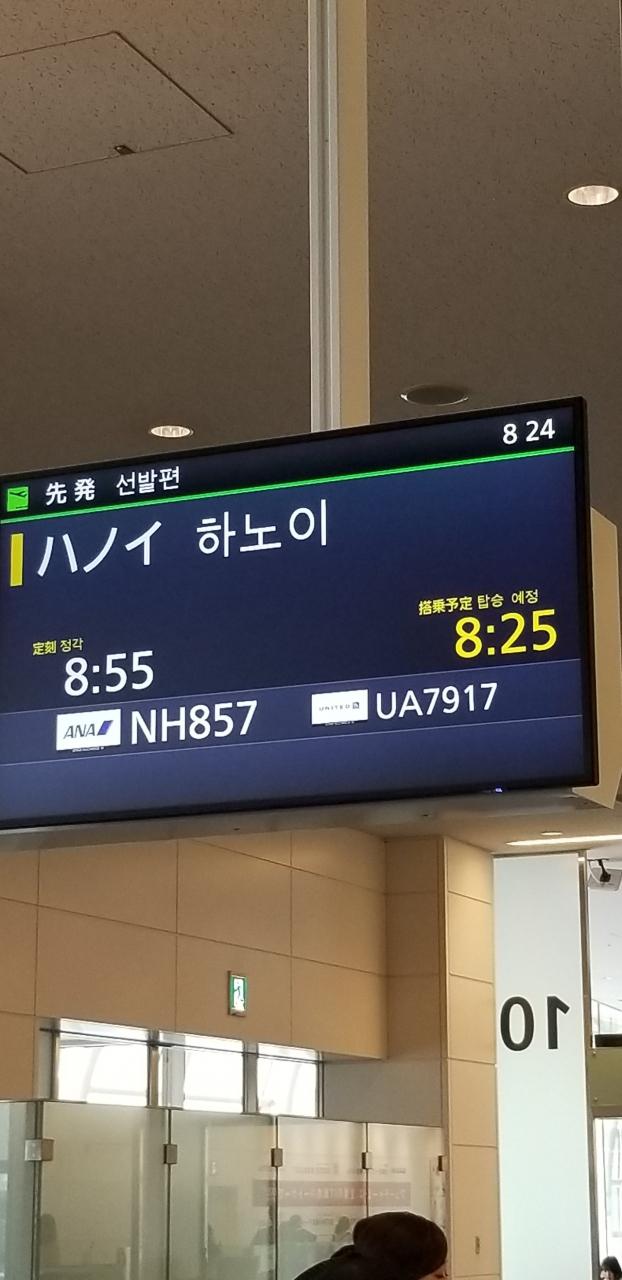 先発 선발편 8 24
ハノイ 하노이
定刻 정각 搭乗予定 탑승 예정
8:55 8:25
ANA NH857 UNITED UA7917
10